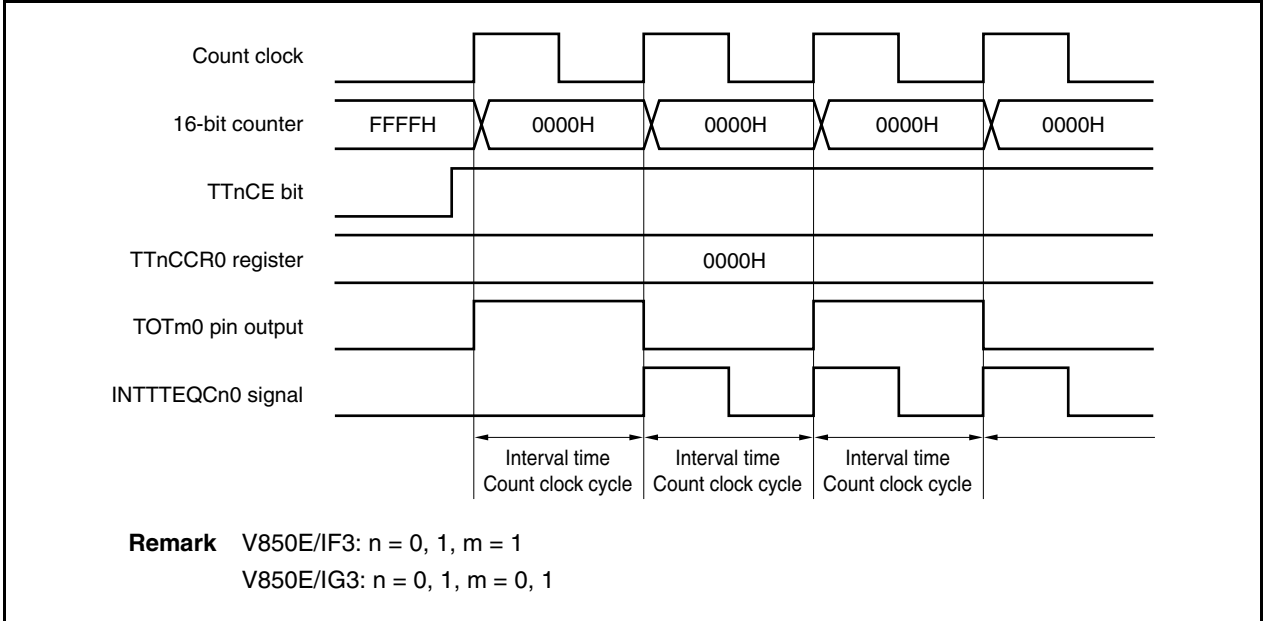 Count clock
16-bit counter FFFFH 0000H 0000H 0000H 0000H
TTnCE bit
TTnCCR0 register 0000H
TOTm0 pin output
INTTTEQCn0 signal
Interval time Interval time Interval time
Count clock cycle Count clock cycle Count clock cycle
Remark V850E/IF3: n = 0, 1, m = 1
V850E/IG3: n = 0, 1, m = 0, 1